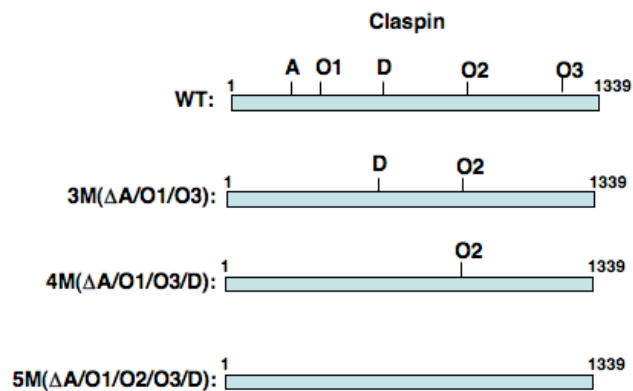 Claspin
A O1 D O2 O3
WT: 1 1339
D O2
3M(ΔA/O1/O3): 1 1339
O2
4M(ΔA/O1/O3/D): 1 1339
5M(ΔA/O1/O2/O3/D): 1 1339